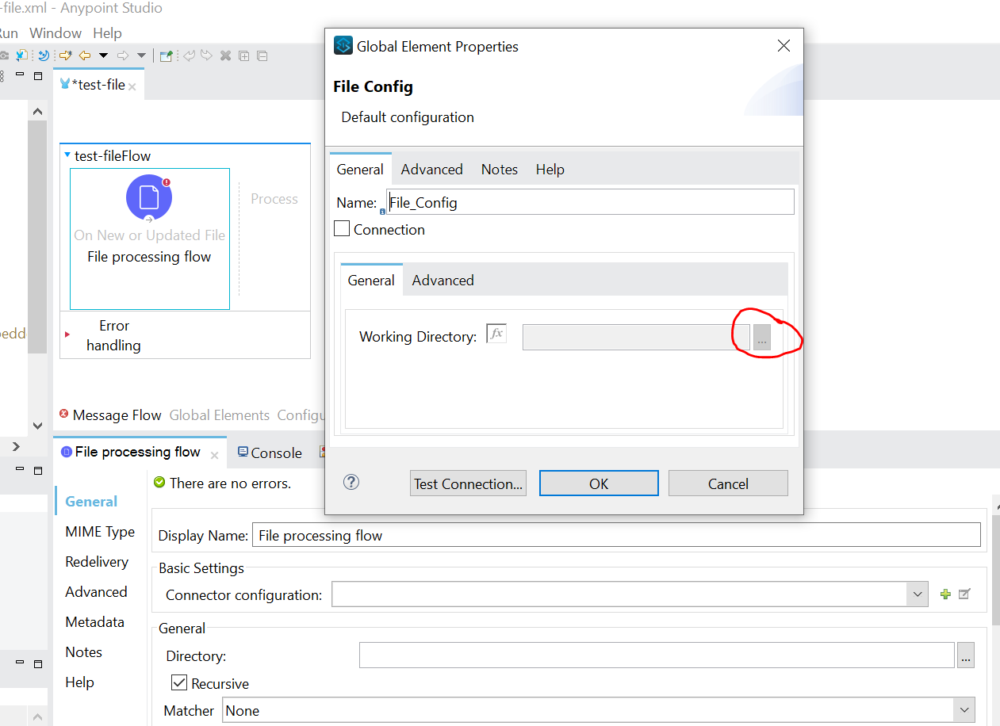 -file.xml - Anypoint Studio
Run Window Help
*test-file
test-fileFlow
On New or Updated File
File processing flow
Process
Error
handling
Message Flow Global Elements
File processing flow
Console
There are no errors.
General
MIME Type
Redelivery
Advanced
Metadata
Notes
Help
Display Name: File processing flow
Basic Settings
Connector configuration:
General
Directory:
...
Recursive
Matcher None
Global Element Properties
File Config
Default configuration
General Advanced Notes Help
Name: File_Config
Connection
General Advanced
Working Directory: fx ...
? Test Connection... OK Cancel